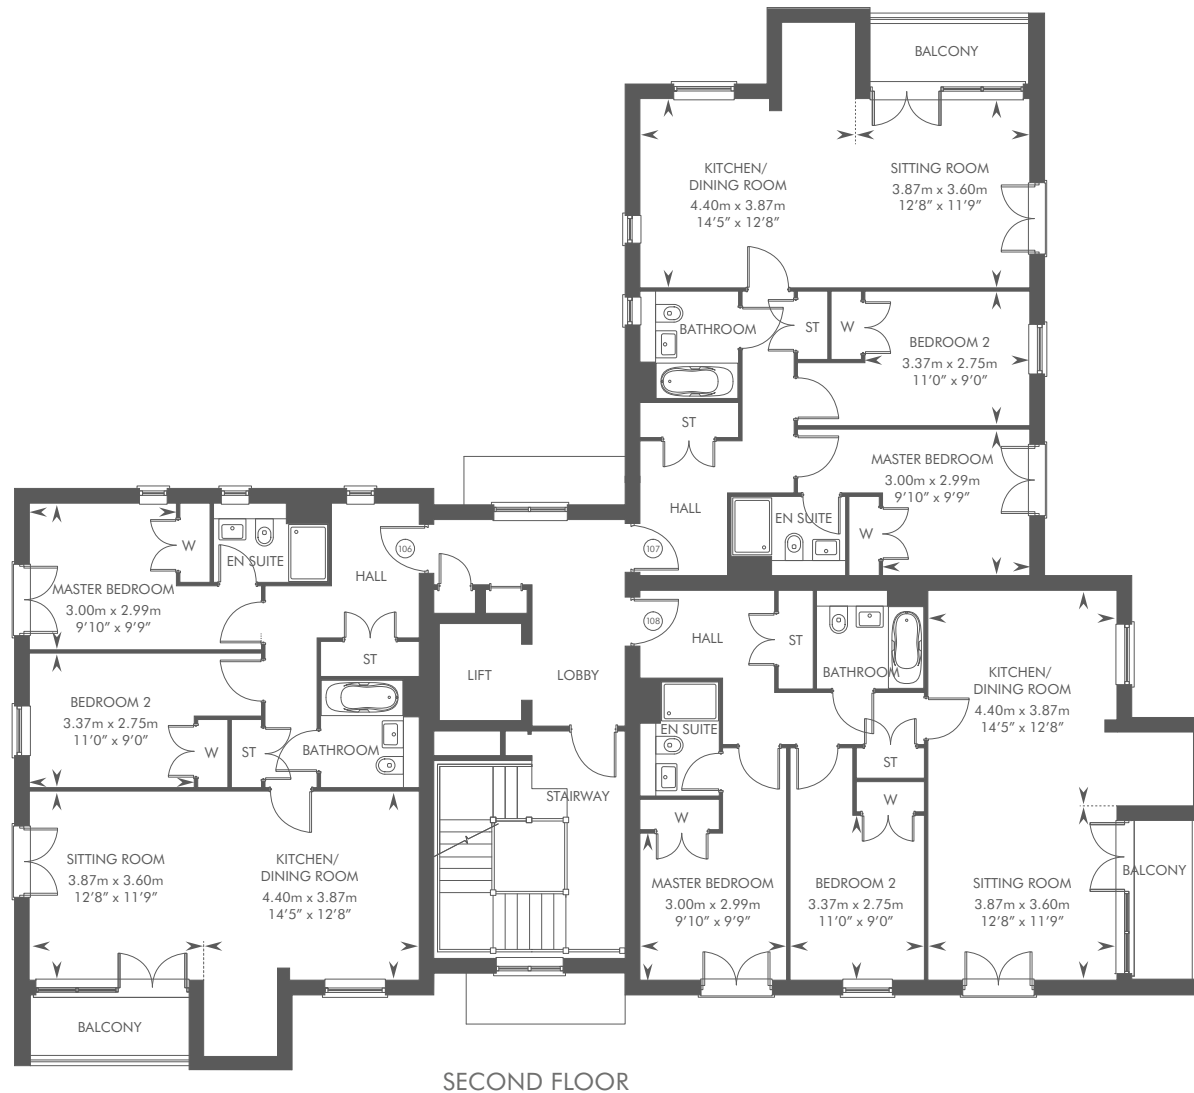 BALCONY
KITCHEN/
DINING ROOM
4.40m x 3.87m
14’5” x 12’8”
SITTING ROOM
3.87m x 3.60m
12’8” x 11’9”
BATHROOM
ST
W
BEDROOM 2
3.37m x 2.75m
11’0” x 9’0”
ST
MASTER BEDROOM
3.00m x 2.99m
9’10” x 9’9”
HALL
EN SUITE
W
107
106
W
EN SUITE
HALL
MASTER BEDROOM
3.00m x 2.99m
9’10” x 9’9”
ST
BEDROOM 2
3.37m x 2.75m
11’0” x 9’0”
W
ST
BATHROOM
SITTING ROOM
3.87m x 3.60m
12’8” x 11’9”
KITCHEN/
DINING ROOM
4.40m x 3.87m
14’5” x 12’8”
BALCONY
LIFT
LOBBY
STAIRWAY
108
HALL
ST
BATHROOM
KITCHEN/
DINING ROOM
4.40m x 3.87m
14’5” x 12’8”
EN SUITE
ST
W
W
MASTER BEDROOM
3.00m x 2.99m
9’10” x 9’9”
BEDROOM 2
3.37m x 2.75m
11’0” x 9’0”
SITTING ROOM
3.87m x 3.60m
12’8” x 11’9”
BALCONY
SECOND FLOOR